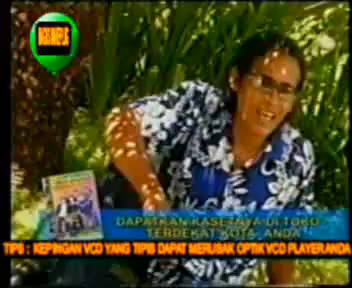 DAPATKAN KASETNYA DI TOKO
TERDEKAT KOTA ANDA
TIPS : KEPINGAN VCD YANG TIPIS DAPAT MERUSAK OPTIK VCD PLAYER ANDA